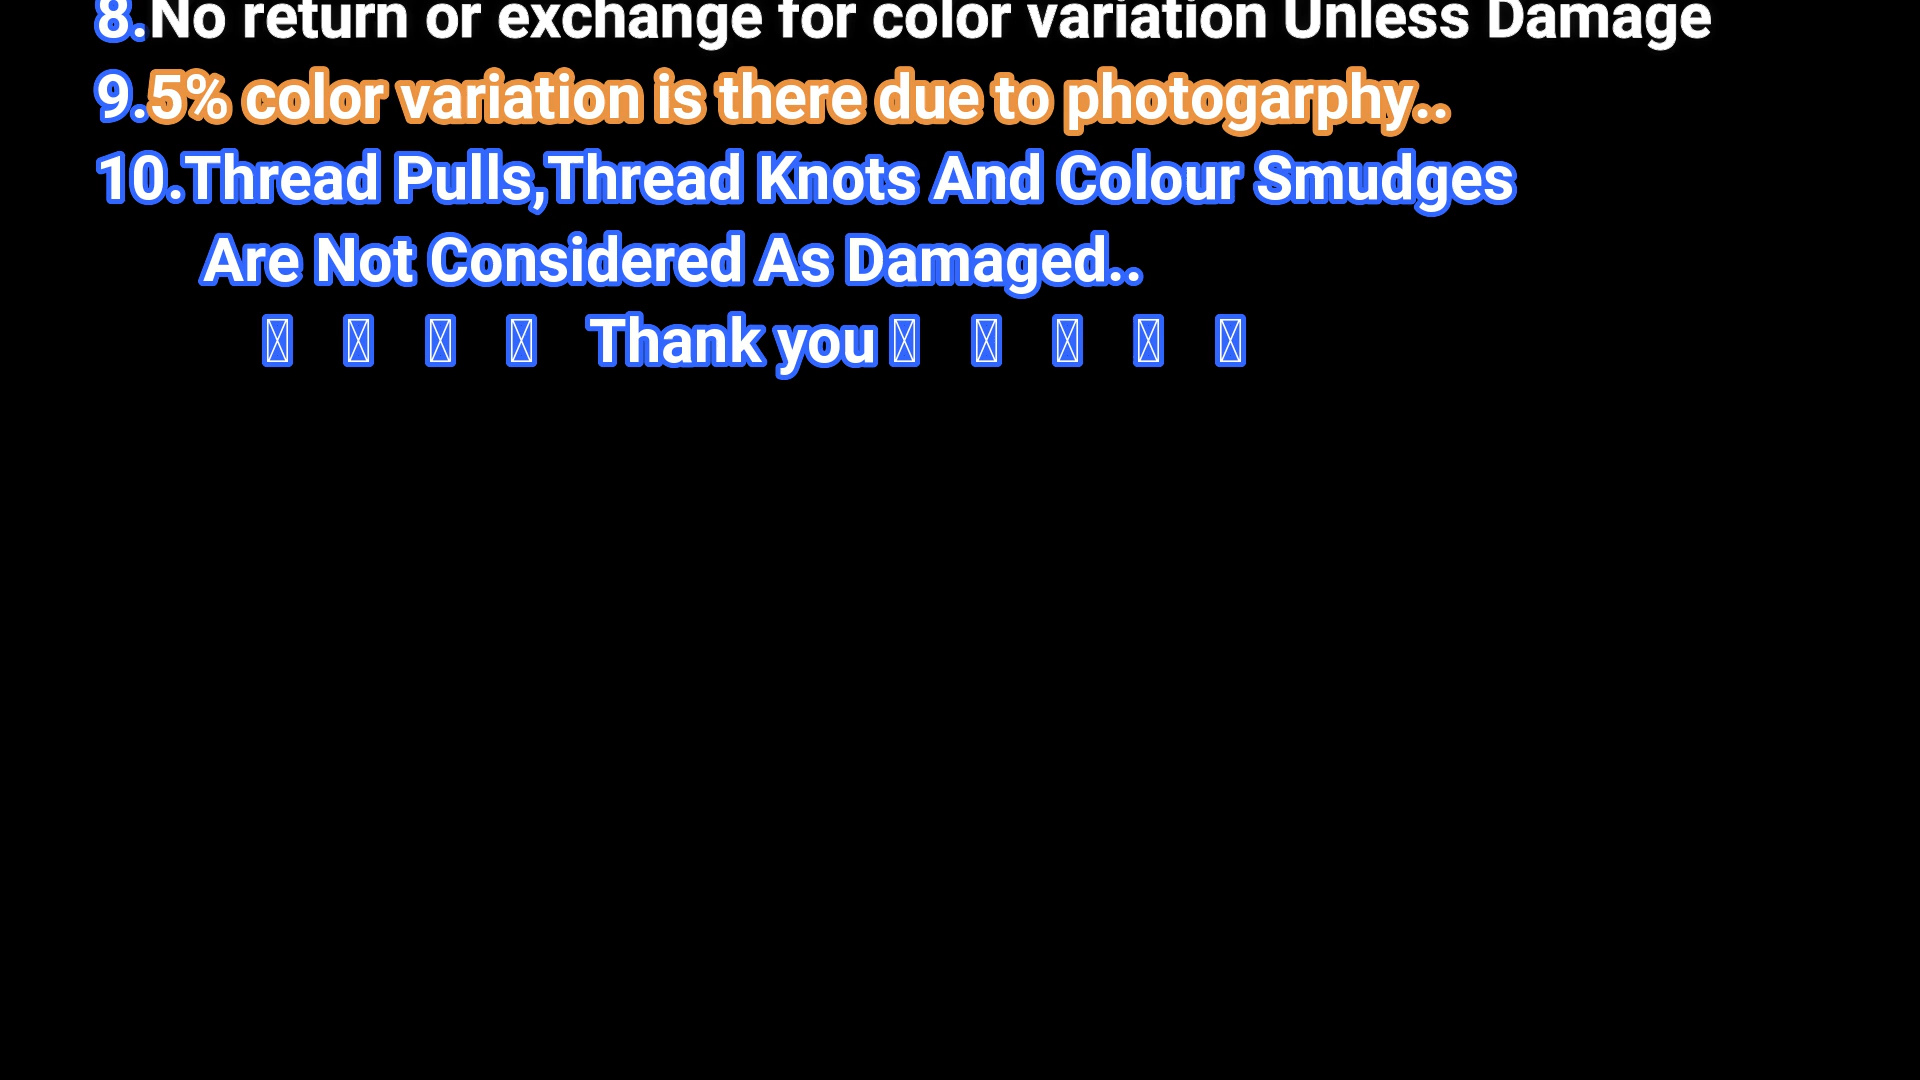 8.No return or exchange for color variation Unless Damage
9.5% color variation is there due to photogarphy..
10.Thread Pulls,Thread Knots And Colour Smudges
Are Not Considered As Damaged..
Thank you